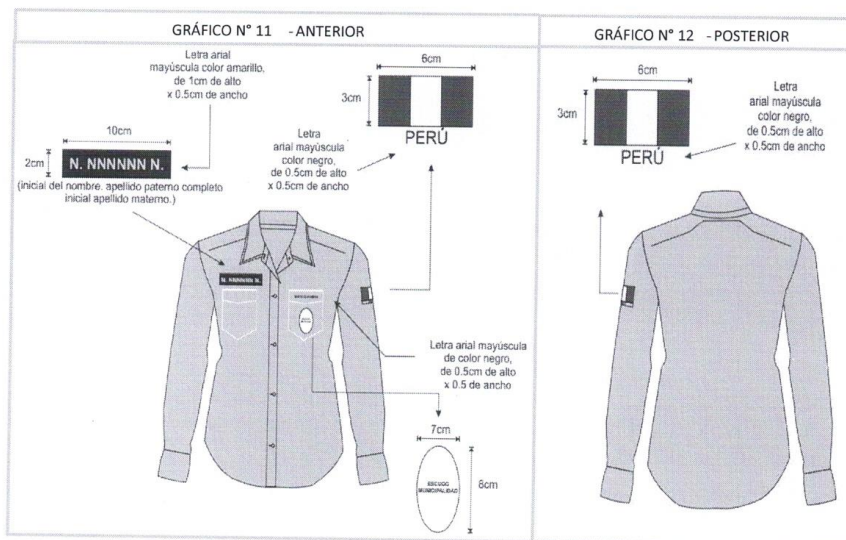 GRÁFICO N° 11 - ANTERIOR
Letra arial
mayúscula color amarillo,
de 1cm de alto
x 0.5cm de ancho
10cm
2cm
N. NNNNNN N.
(inicial del nombre. apellido paterno completo
inicial apellido materno.)
6cm
3cm
PERÚ
Letra
arial mayúscula
color negro,
de 0.5cm de alto
x 0.5cm de ancho
N. NNNNNN N.
Letra arial mayúscula
de color negro,
de 0.5cm de alto
x 0.5 de ancho
7cm
8cm
ESCUDO
MUNICIPALIDAD
GRÁFICO N° 12 - POSTERIOR
6cm
3cm
PERÚ
Letra
arial mayúscula
color negro,
de 0.5cm de alto
x 0.5cm de ancho